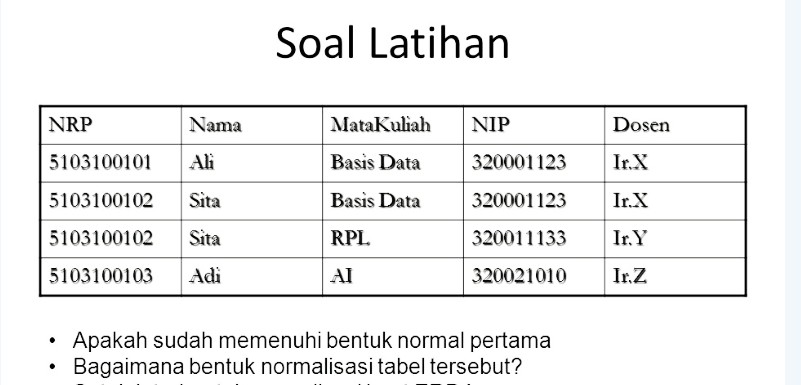 Soal Latihan
NRP Nama MataKuliah NIP Dosen
5103100101 Ali Basis Data 320001123 Ir.X
5103100102 Sita Basis Data 320001123 Ir.X
5103100102 Sita RPL 320011133 Ir.Y
5103100103 Adi AI 320021010 Ir.Z
• Apakah sudah memenuhi bentuk normal pertama
• Bagaimana bentuk normalisasi tabel tersebut?